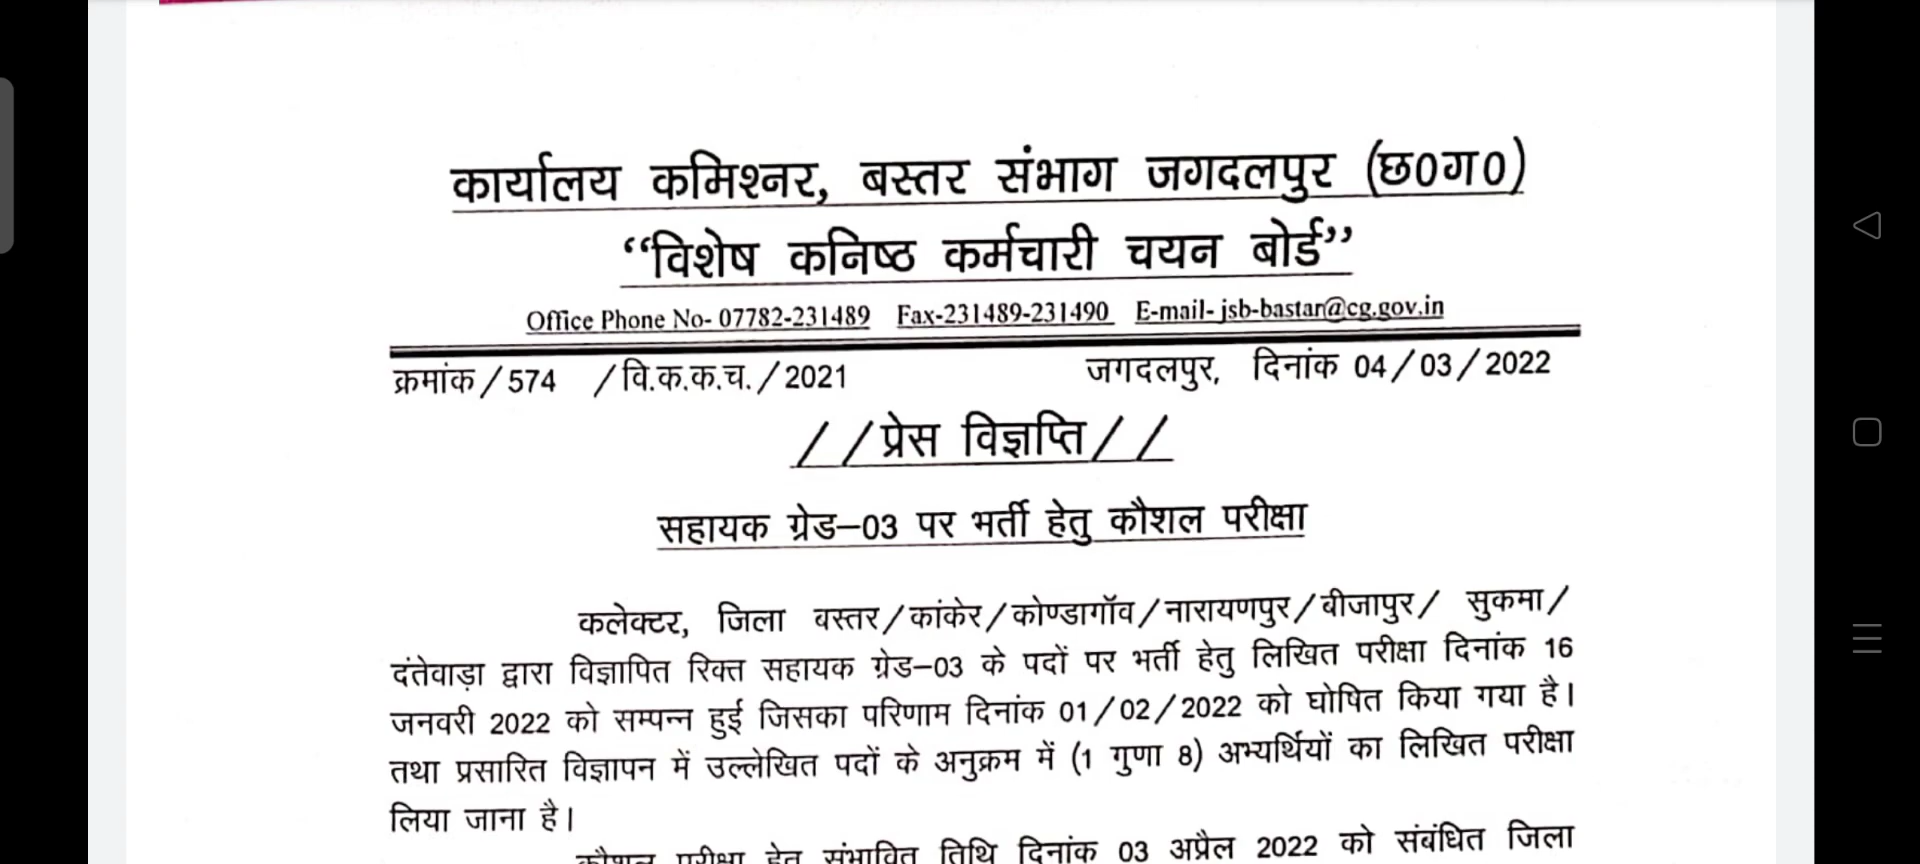 कार्यालय कमिश्नर, बस्तर संभाग जगदलपुर (छ0ग0)
“विशेष कनिष्ठ कर्मचारी चयन बोर्ड”
Office Phone No- 07782-231489 Fax-231489-231490 E-mail- jsb-bastar@cg.gov.in
क्रमांक/574 /वि.क.क.च./2021 जगदलपुर, दिनांक 04/03/2022
//प्रेस विज्ञप्ति//
सहायक ग्रेड–03 पर भर्ती हेतु कौशल परीक्षा
कलेक्टर, जिला बस्तर/कांकेर/कोण्डागॉव/नारायणपुर/बीजापुर/ सुकमा/
दंतेवाड़ा द्वारा विज्ञापित रिक्त सहायक ग्रेड–03 के पदों पर भर्ती हेतु लिखित परीक्षा दिनांक 16
जनवरी 2022 को सम्पन्न हुई जिसका परिणाम दिनांक 01/02/2022 को घोषित किया गया है।
तथा प्रसारित विज्ञापन में उल्लेखित पदों के अनुक्रम में (1 गुणा 8) अभ्यर्थियों का लिखित परीक्षा
लिया जाना है।
कौशल परीक्षा हेतु संभावित तिथि दिनांक 03 अप्रैल 2022 को संबंधित जिला